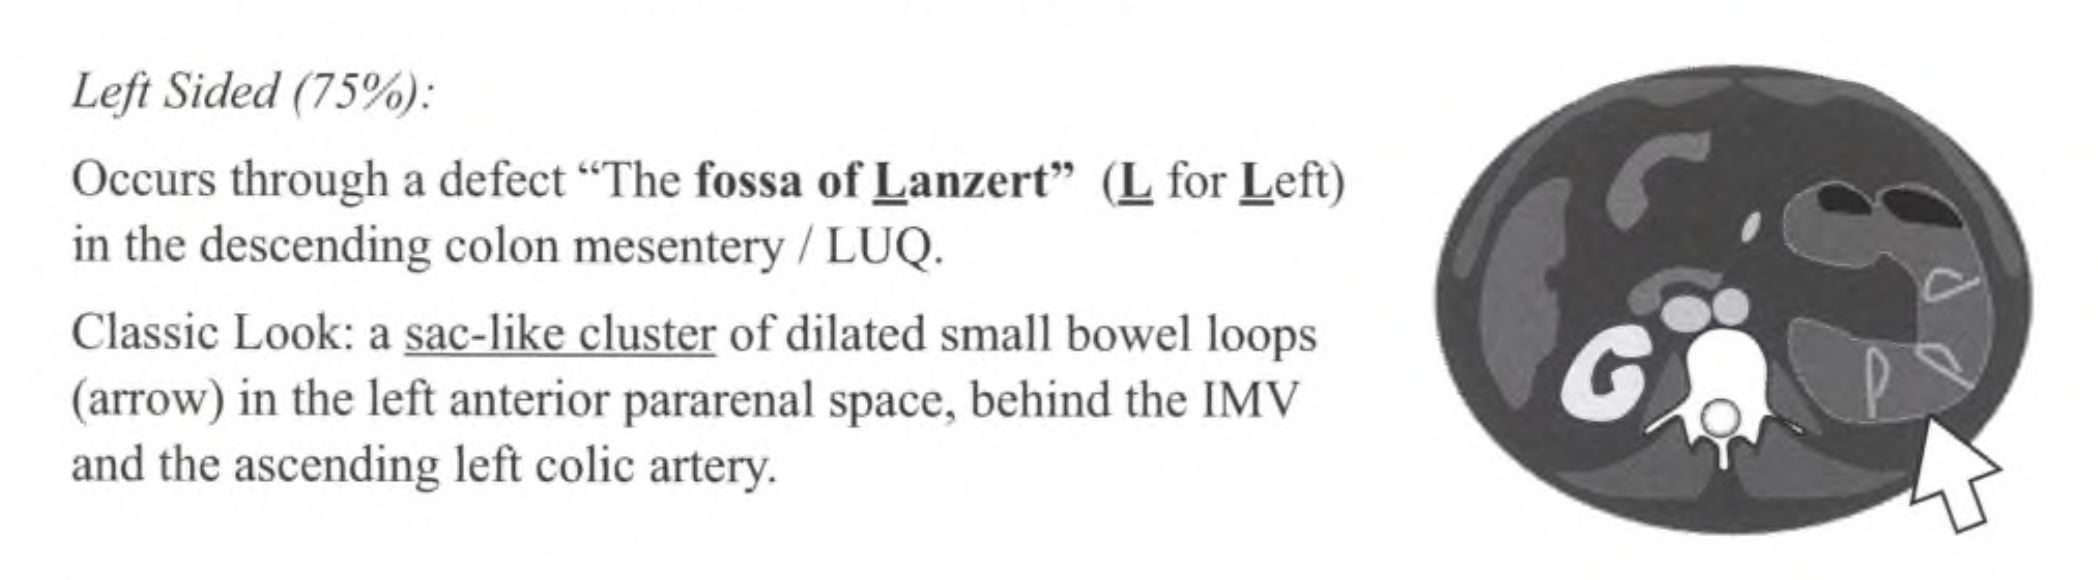 Left Sided (75%):
Occurs through a defect “The fossa of Lanzert” (L for Left)
in the descending colon mesentery / LUQ.
Classic Look: a sac-like cluster of dilated small bowel loops
(arrow) in the left anterior pararenal space, behind the IMV
and the ascending left colic artery.